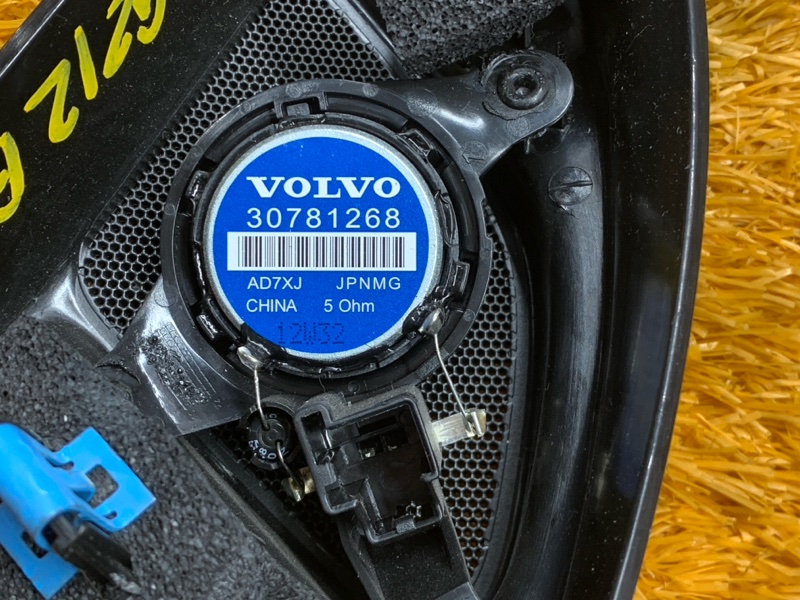 VOLVO
30781268
AD7XJ JPNMG
CHINA 5 Ohm
12W32